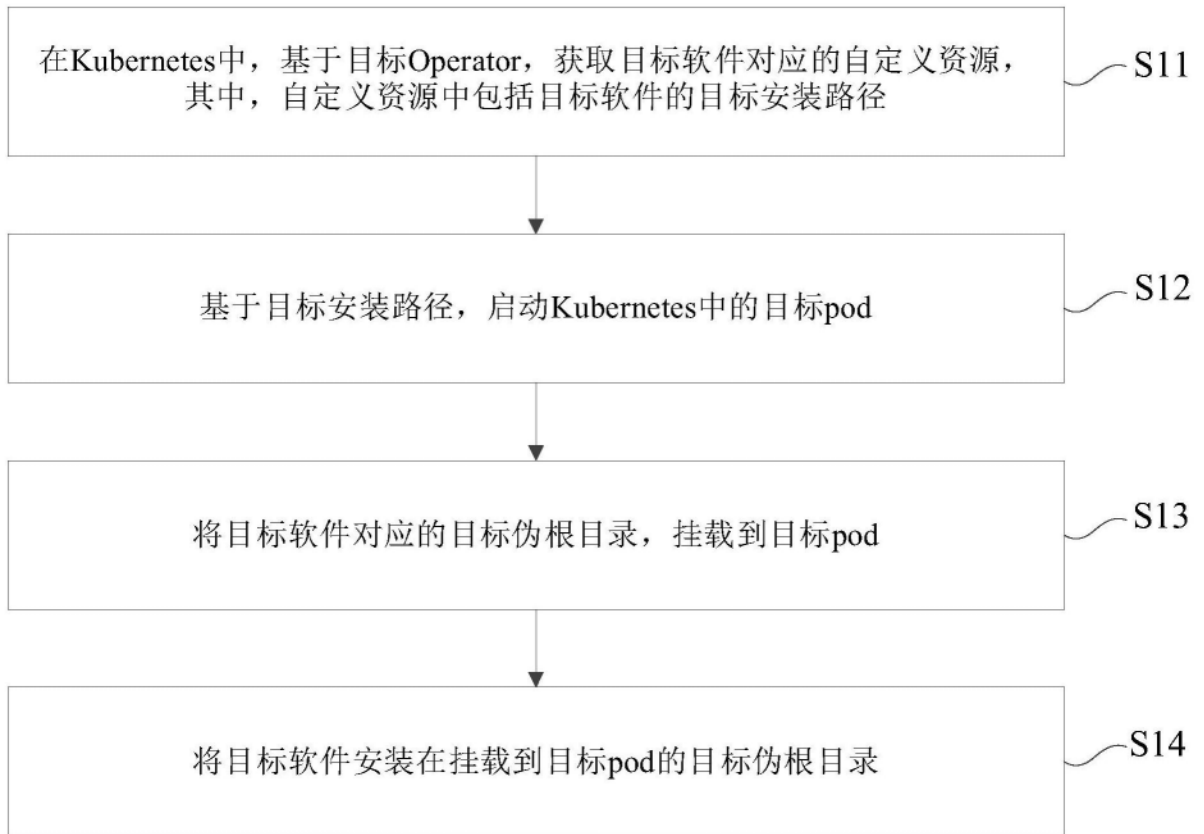 在Kubernetes中，基于目标Operator，获取目标软件对应的自定义资源，
其中，自定义资源中包括目标软件的目标安装路径
S11
基于目标安装路径，启动Kubernetes中的目标pod
S12
将目标软件对应的目标伪根目录，挂载到目标pod
S13
将目标软件安装在挂载到目标pod的目标伪根目录
S14